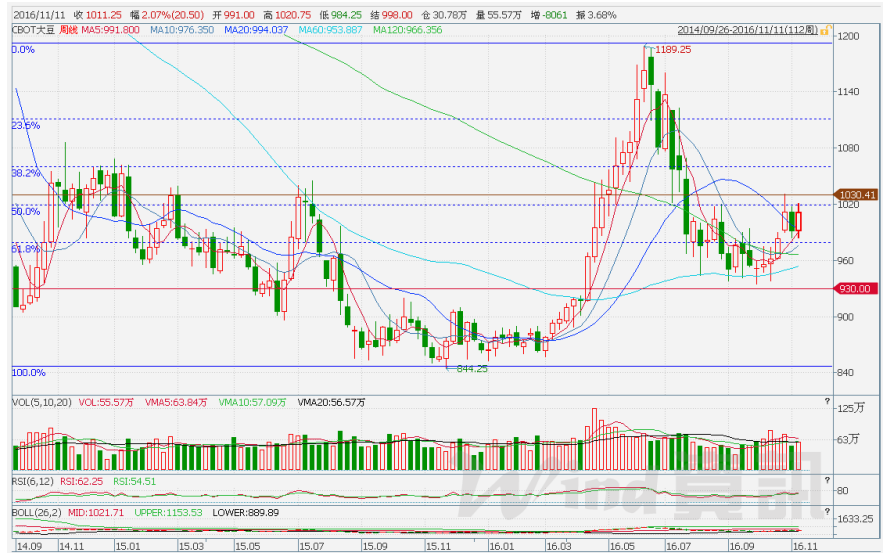 2016/11/11 收 1011.25 幅 2.07%(20.50) 开 991.00 高 1020.75 低 984.25 结 998.00 仓 30.78万 量 55.57万 增 -8061 振 3.68%
CBOT大豆 周线 MA5:991.800 MA10:976.350 MA20:994.037 MA60:953.887 MA120:966.356 2014/09/26-2016/11/11(112周)
1200
0.0%
1189.25
1140
23.6%
1080
38.2%
1030.41
1020
50.0%
61.8%
960
930.00
900
844.25
100.0%
840
VOL(5,10,20) VOL:55.57万 VMA5:63.84万 VMA10:57.09万 VMA20:56.57万 ?
125万
63万
RSI(6,12) RSI:62.25 RSI:54.51 ?
80
Wind資訊
BOLL(26,2) MID:1021.71 UPPER:1153.53 LOWER:889.89 ?
1633.25
14.09 14.11 15.01 15.03 15.05 15.07 15.09 15.11 16.01 16.03 16.05 16.07 16.09 16.11